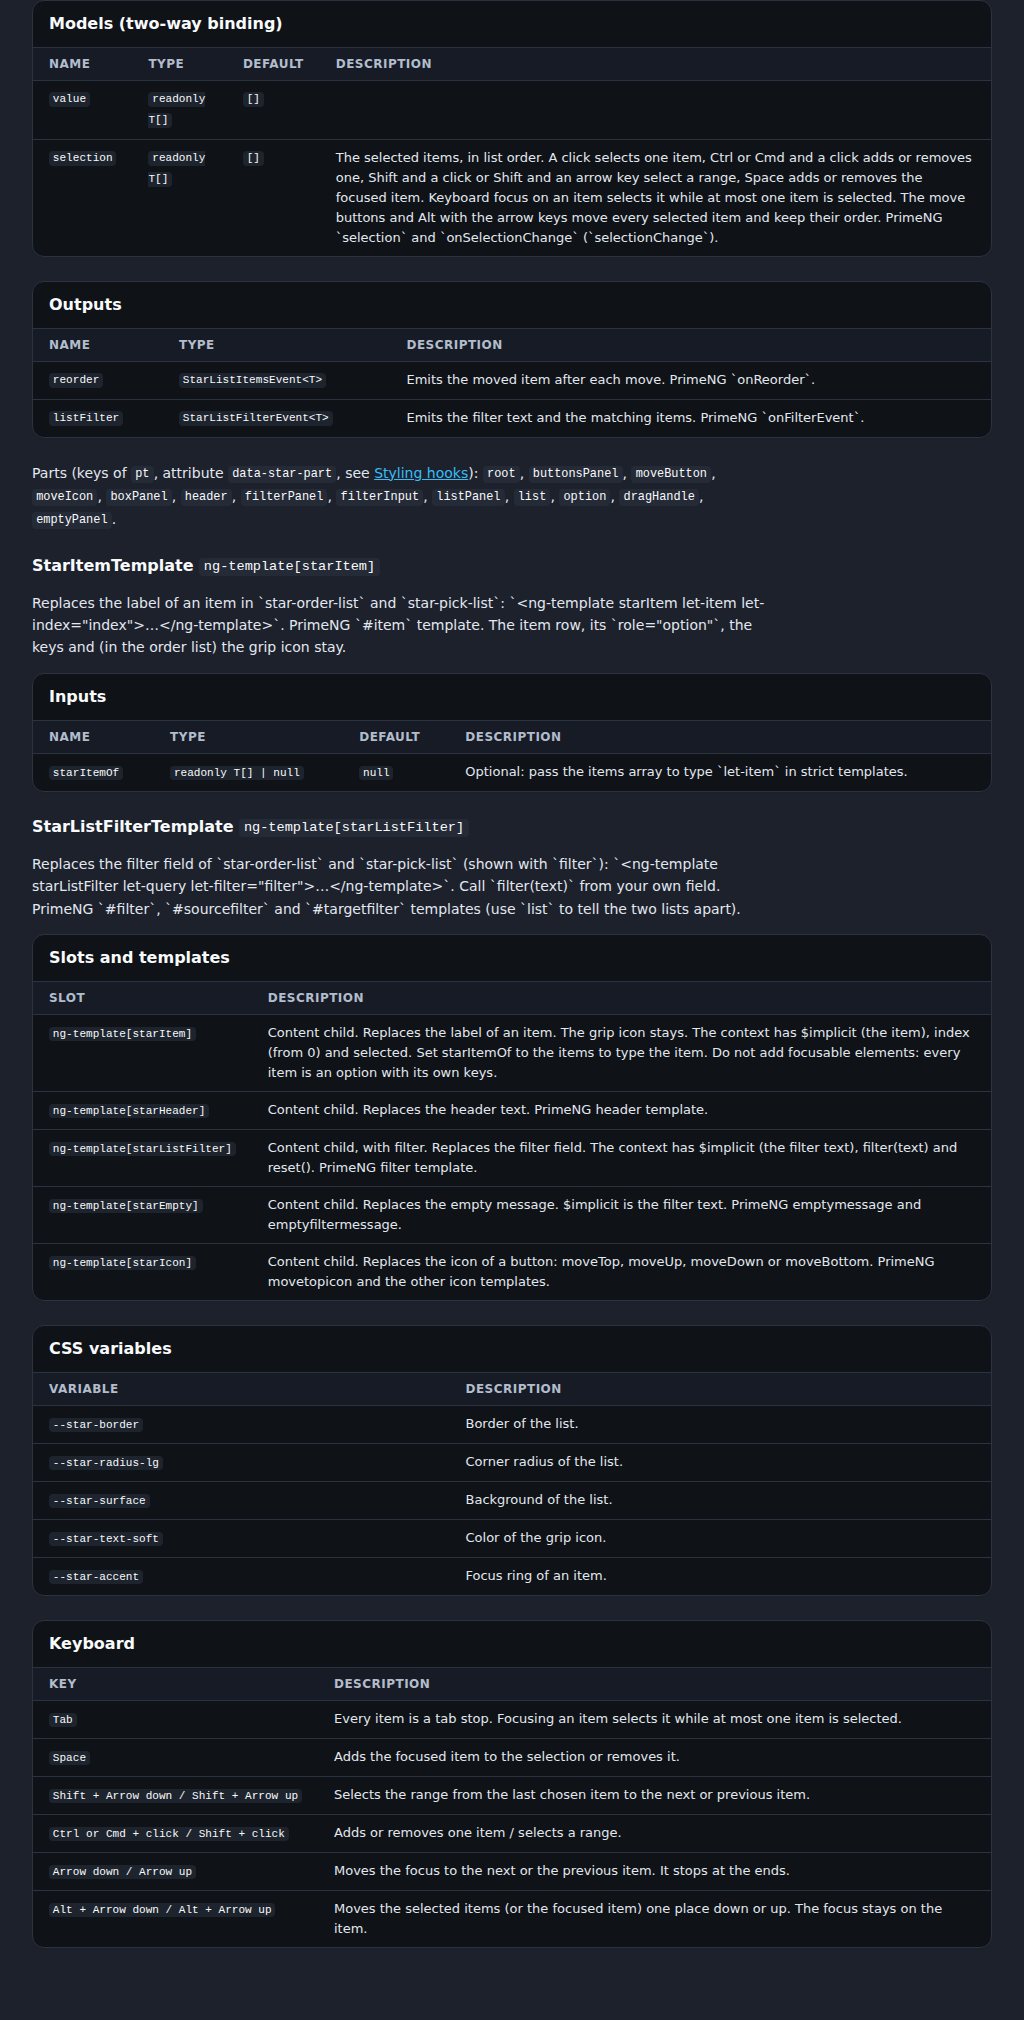 Models (two-way binding)
NAME TYPE DEFAULT DESCRIPTION
value readonly T[] []
selection readonly T[] [] The selected items, in list order. A click selects one item, Ctrl or Cmd and a click adds or removes
one, Shift and a click or Shift and an arrow key select a range, Space adds or removes the
focused item. Keyboard focus on an item selects it while at most one item is selected. The move
buttons and Alt with the arrow keys move every selected item and keep their order. PrimeNG
`selection` and `onSelectionChange` (`selectionChange`).
Outputs
NAME TYPE DESCRIPTION
reorder StarListItemsEvent<T> Emits the moved item after each move. PrimeNG `onReorder`.
listFilter StarListFilterEvent<T> Emits the filter text and the matching items. PrimeNG `onFilterEvent`.
Parts (keys of pt, attribute data-star-part, see Styling hooks): root, buttonsPanel, moveButton,
moveIcon, boxPanel, header, filterPanel, filterInput, listPanel, list, option, dragHandle,
emptyPanel.
StarItemTemplate ng-template[starItem]
Replaces the label of an item in `star-order-list` and `star-pick-list`: `<ng-template starItem let-item let-
index="index">...</ng-template>`. PrimeNG `#item` template. The item row, its `role="option"`, the
keys and (in the order list) the grip icon stay.
Inputs
NAME TYPE DEFAULT DESCRIPTION
starItemOf readonly T[] | null null Optional: pass the items array to type `let-item` in strict templates.
StarListFilterTemplate ng-template[starListFilter]
Replaces the filter field of `star-order-list` and `star-pick-list` (shown with `filter`): `<ng-template
starListFilter let-query let-filter="filter">...</ng-template>`. Call `filter(text)` from your own field.
PrimeNG `#filter`, `#sourcefilter` and `#targetfilter` templates (use `list` to tell the two lists apart).
Slots and templates
SLOT DESCRIPTION
ng-template[starItem] Content child. Replaces the label of an item. The grip icon stays. The context has $implicit (the item), index
(from 0) and selected. Set starItemOf to the items to type the item. Do not add focusable elements: every
item is an option with its own keys.
ng-template[starHeader] Content child. Replaces the header text. PrimeNG header template.
ng-template[starListFilter] Content child, with filter. Replaces the filter field. The context has $implicit (the filter text), filter(text) and
reset(). PrimeNG filter template.
ng-template[starEmpty] Content child. Replaces the empty message. $implicit is the filter text. PrimeNG emptymessage and
emptyfiltermessage.
ng-template[starIcon] Content child. Replaces the icon of a button: moveTop, moveUp, moveDown or moveBottom. PrimeNG
movetopicon and the other icon templates.
CSS variables
VARIABLE DESCRIPTION
--star-border Border of the list.
--star-radius-lg Corner radius of the list.
--star-surface Background of the list.
--star-text-soft Color of the grip icon.
--star-accent Focus ring of an item.
Keyboard
KEY DESCRIPTION
Tab Every item is a tab stop. Focusing an item selects it while at most one item is selected.
Space Adds the focused item to the selection or removes it.
Shift + Arrow down / Shift + Arrow up Selects the range from the last chosen item to the next or previous item.
Ctrl or Cmd + click / Shift + click Adds or removes one item / selects a range.
Arrow down / Arrow up Moves the focus to the next or the previous item. It stops at the ends.
Alt + Arrow down / Alt + Arrow up Moves the selected items (or the focused item) one place down or up. The focus stays on the
item.